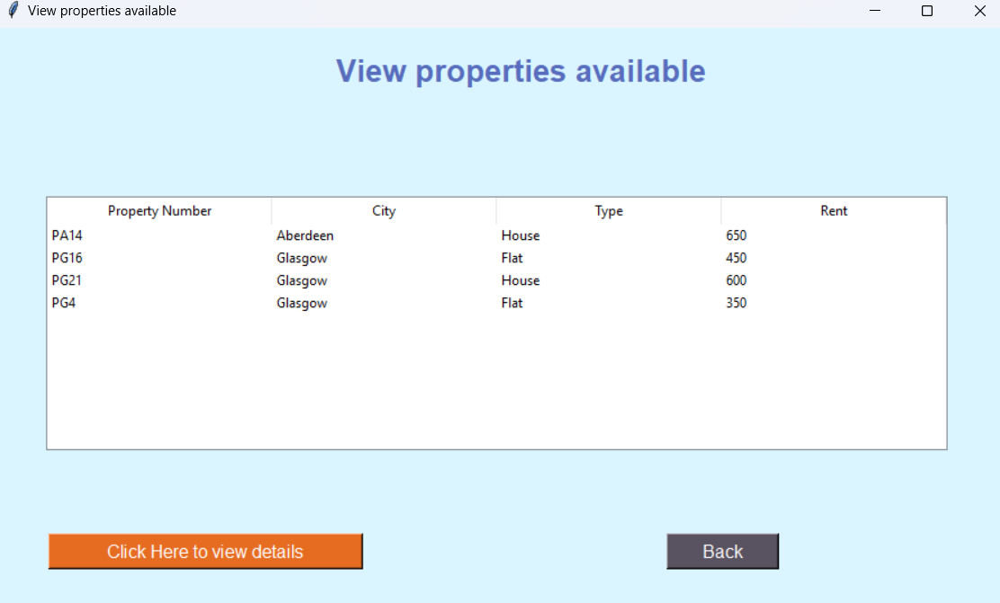 View properties available
View properties available
Property Number City Type Rent
PA14 Aberdeen House 650
PG16 Glasgow Flat 450
PG21 Glasgow House 600
PG4 Glasgow Flat 350
Click Here to view details Back